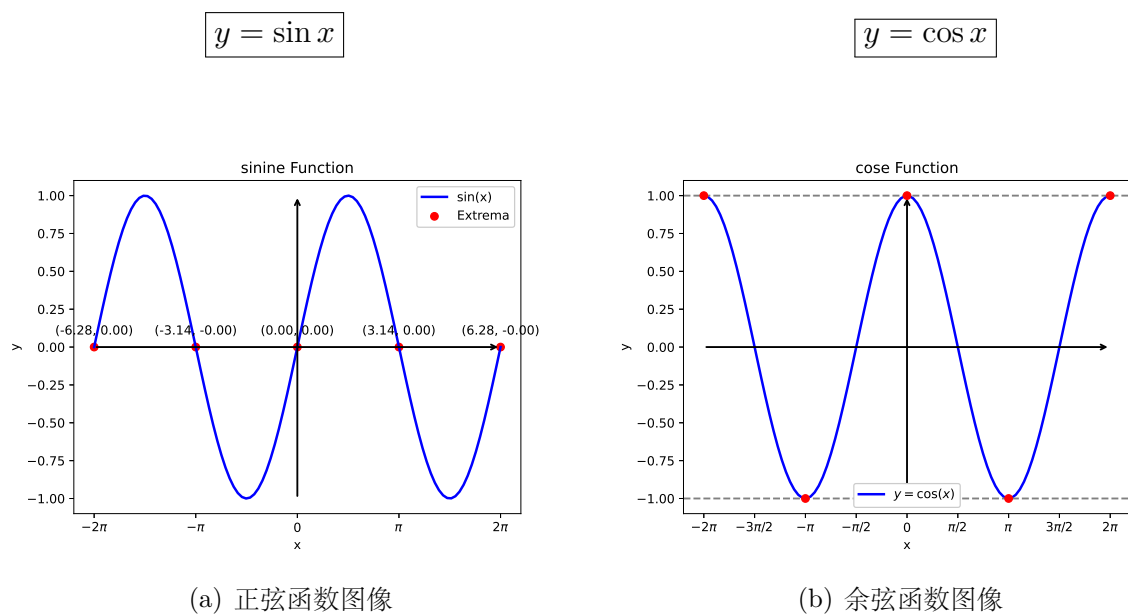 y = sin x
y = cos x
sinine Function
1.00
0.75
0.50
0.25
0.00
−0.25
−0.50
−0.75
−1.00
y
sin(x)
Extrema
(-6.28, 0.00) (-3.14, -0.00) (0.00, 0.00) (3.14, 0.00) (6.28, -0.00)
−2π −π 0 π 2π
x
(a) 正弦函数图像
cose Function
1.00
0.75
0.50
0.25
0.00
−0.25
−0.50
−0.75
−1.00
y
y = cos(x)
−2π −3π/2 −π −π/2 0 π/2 π 3π/2 2π
x
(b) 余弦函数图像